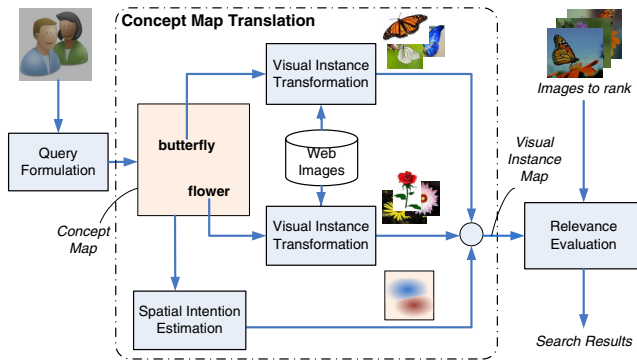 Concept Map Translation
Visual Instance
Transformation
Images to rank
Query
Formulation
butterfly
flower
Web
Images
Visual
Instance
Map
Concept
Map
Visual Instance
Transformation
Relevance
Evaluation
Spatial Intention
Estimation
Search Results